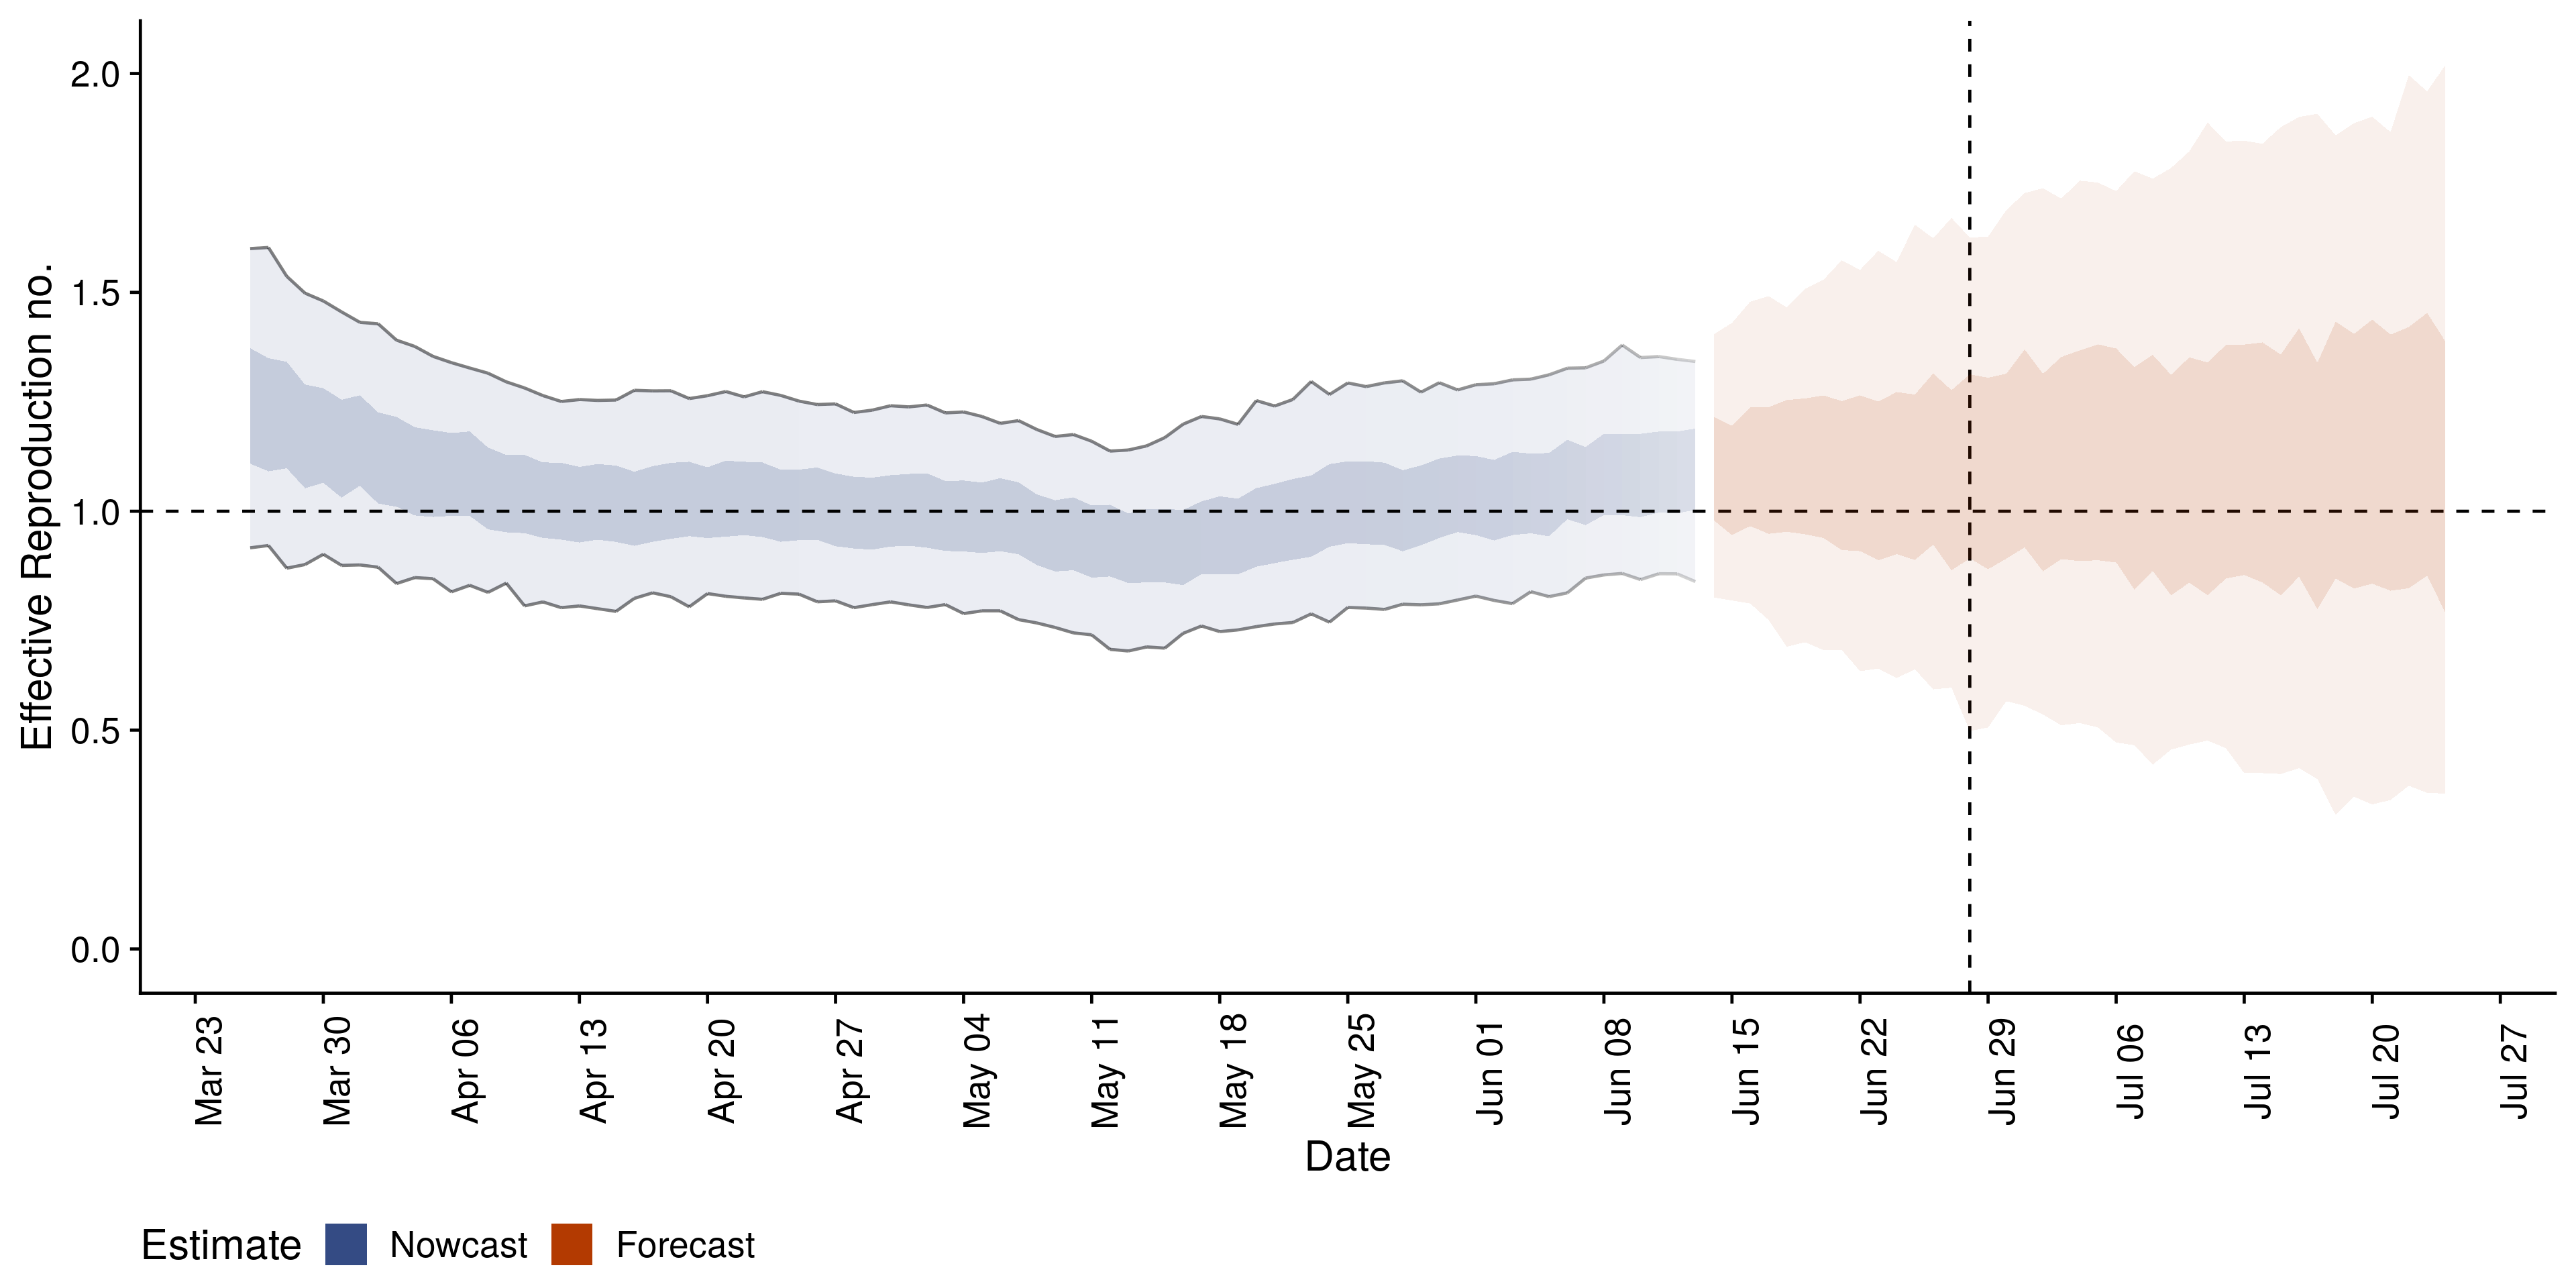 Effective Reproduction no.
2.0
1.5
1.0
0.5
0.0
Mar 23
Mar 30
Apr 06
Apr 13
Apr 20
Apr 27
May 04
May 11
May 18
May 25
Jun 01
Jun 08
Jun 15
Jun 22
Jun 29
Jul 06
Jul 13
Jul 20
Jul 27
Date
Estimate Nowcast Forecast